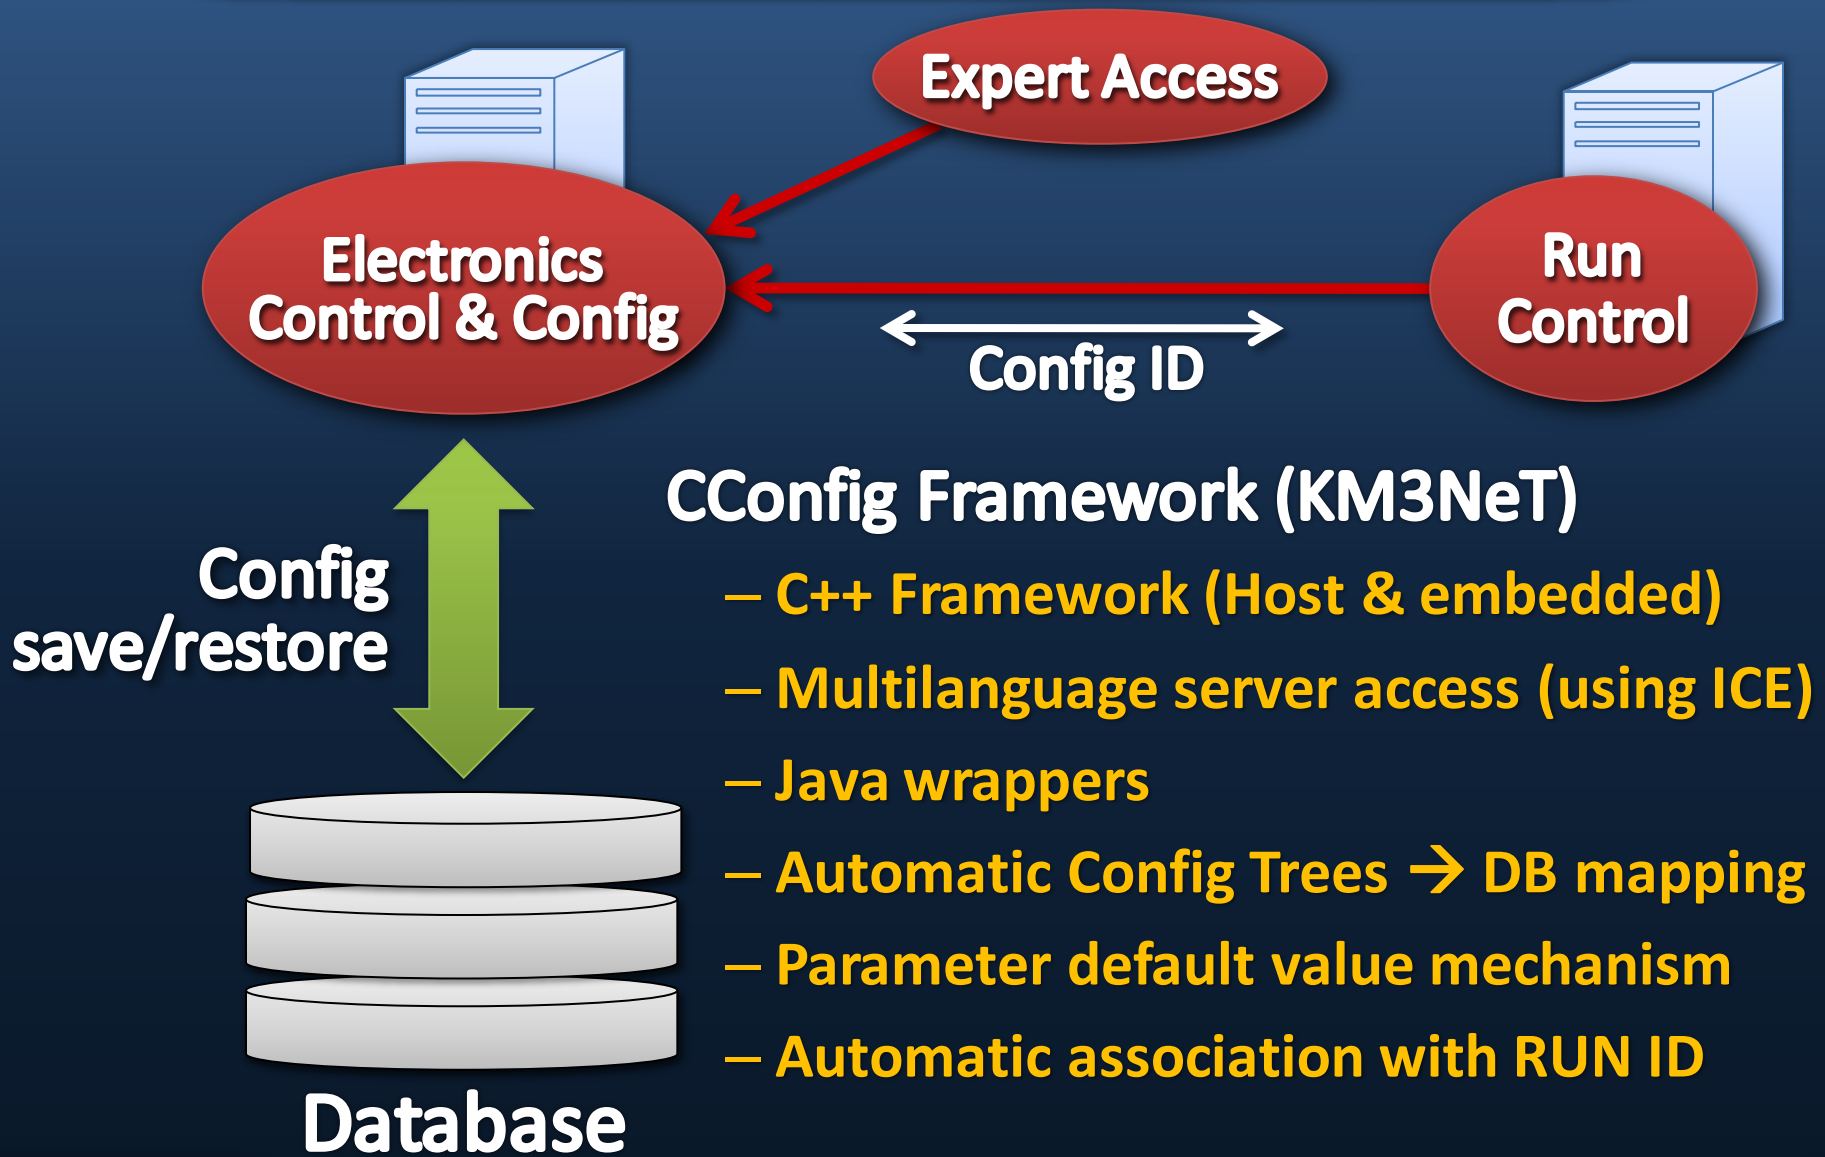 Expert Access
Electronics
Control & Config
Run
Control
Config ID
Config
save/restore
Database
CConfig Framework (KM3NeT)
– C++ Framework (Host & embedded)
– Multilanguage server access (using ICE)
– Java wrappers
– Automatic Config Trees → DB mapping
– Parameter default value mechanism
– Automatic association with RUN ID